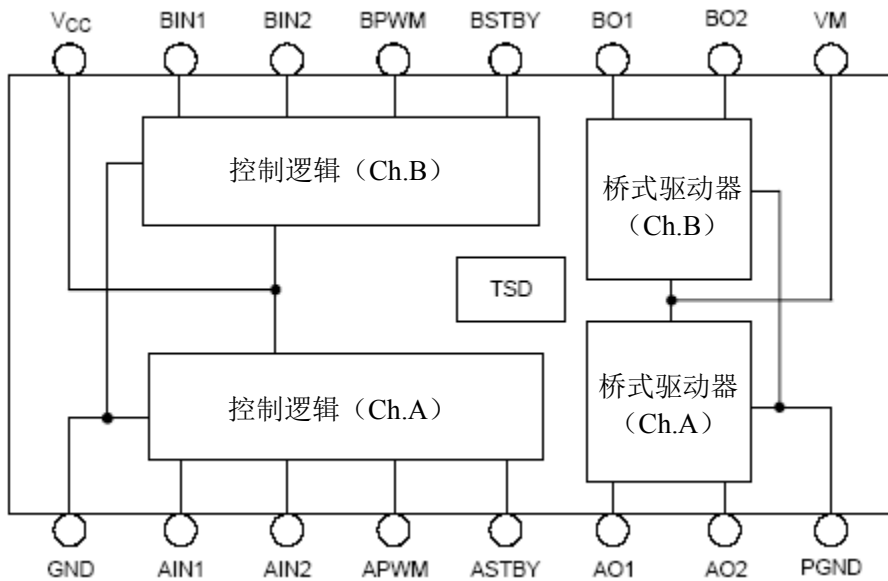 VCC BIN1 BIN2 BPWM BSTBY BO1 BO2 VM
控制逻辑（Ch.B）
桥式驱动器
（Ch.B）
TSD
控制逻辑（Ch.A）
桥式驱动器
（Ch.A）
GND AIN1 AIN2 APWM ASTBY AO1 AO2 PGND